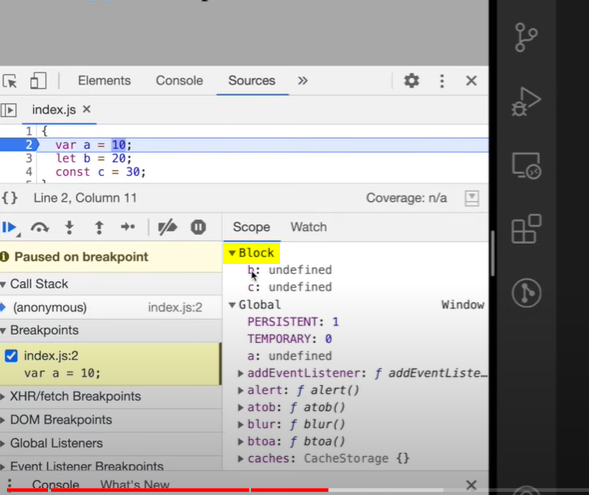 Elements Console Sources »
index.js ×
1 {
2 var a = 10;
3 let b = 20;
4 const c = 30;
{} Line 2, Column 11 Coverage: n/a
Scope Watch
Paused on breakpoint
Call Stack
(anonymous) index.js:2
Breakpoints
index.js:2
var a = 10;
XHR/fetch Breakpoints
DOM Breakpoints
Global Listeners
Event Listener Breakpoints
Block
b: undefined
c: undefined
Global Window
PERSISTENT: 1
TEMPORARY: 0
a: undefined
addEventListener: ƒ addEventListe…
alert: ƒ alert()
atob: ƒ atob()
blur: ƒ blur()
btoa: ƒ btoa()
caches: CacheStorage {}
Console What's New